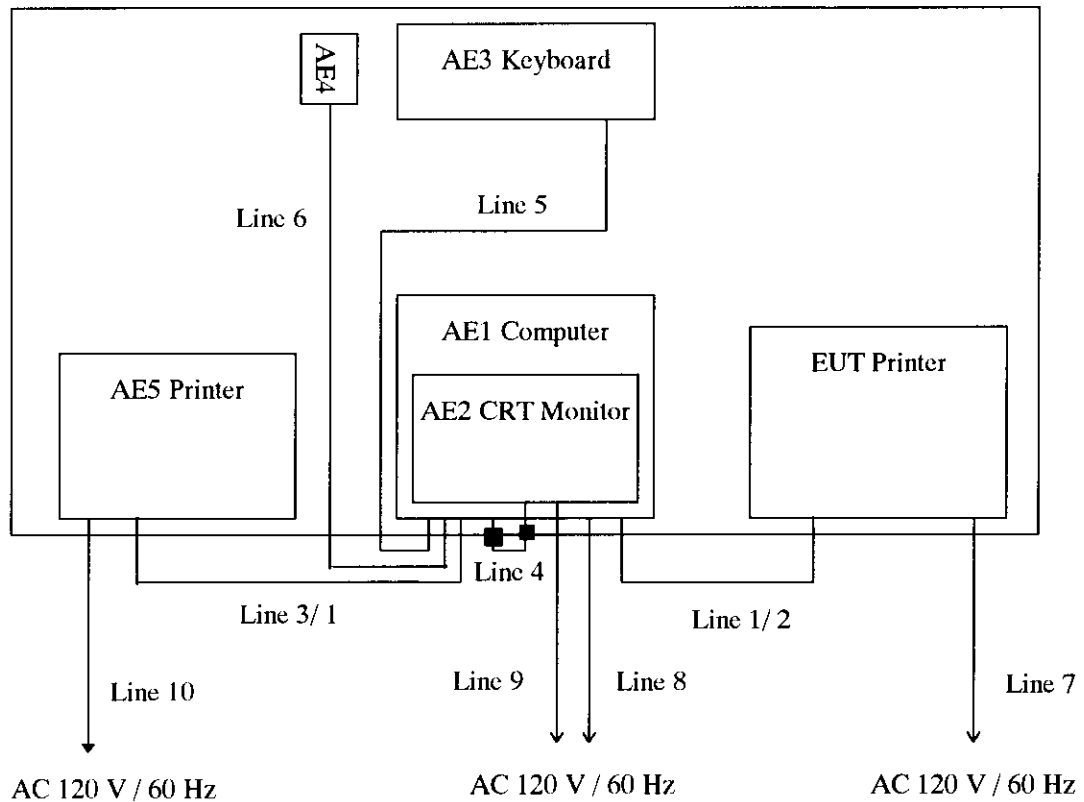 AE4
AE3 Keyboard
Line 6
Line 5
AE1 Computer
AE5 Printer
AE2 CRT Monitor
EUT Printer
Line 4
Line 3/ 1
Line 1/ 2
Line 10
Line 9
Line 8
Line 7
AC 120 V / 60 Hz
AC 120 V / 60 Hz
AC 120 V / 60 Hz